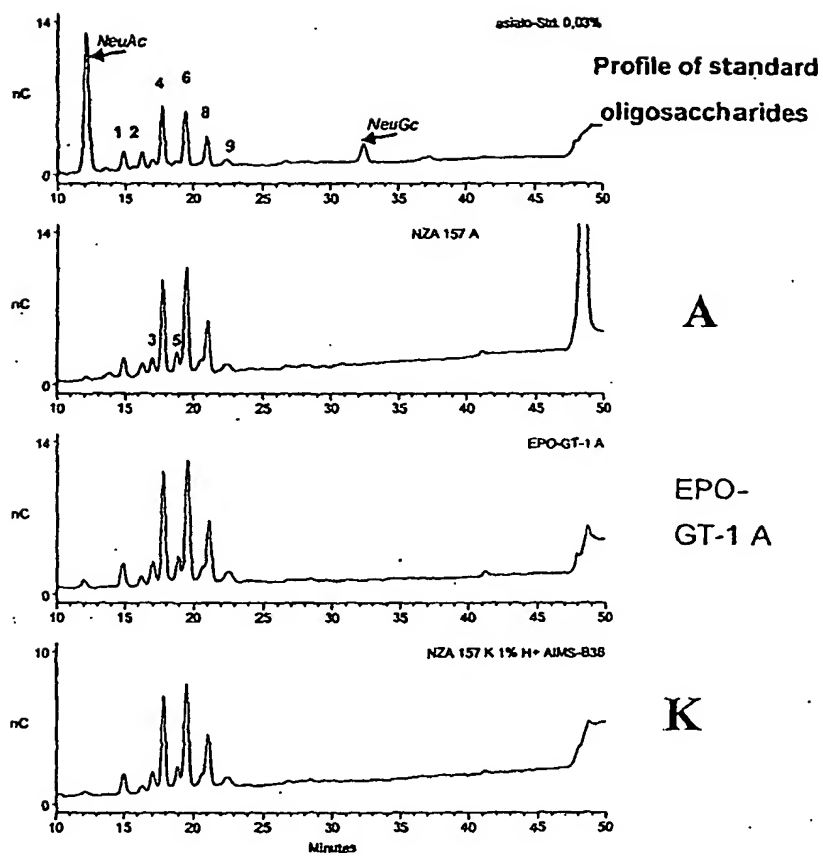 14
asialo-Std. 0,03%
NeuAc
nC
1 2 4 6 8 9
NeuGc
Profile of standard
oligosaccharides
0
10 15 20 25 30 35 40 45 50
14
NZA 157 A
nC
3 5
A
0
10 15 20 25 30 35 40 45 50
14
EPO-GT-1 A
nC
EPO-
GT-1 A
0
10 15 20 25 30 35 40 45 50
10
NZA 157 K 1% H+ AIMS-B38
nC
K
0
10 15 20 25 30 35 40 45 50
Minutes